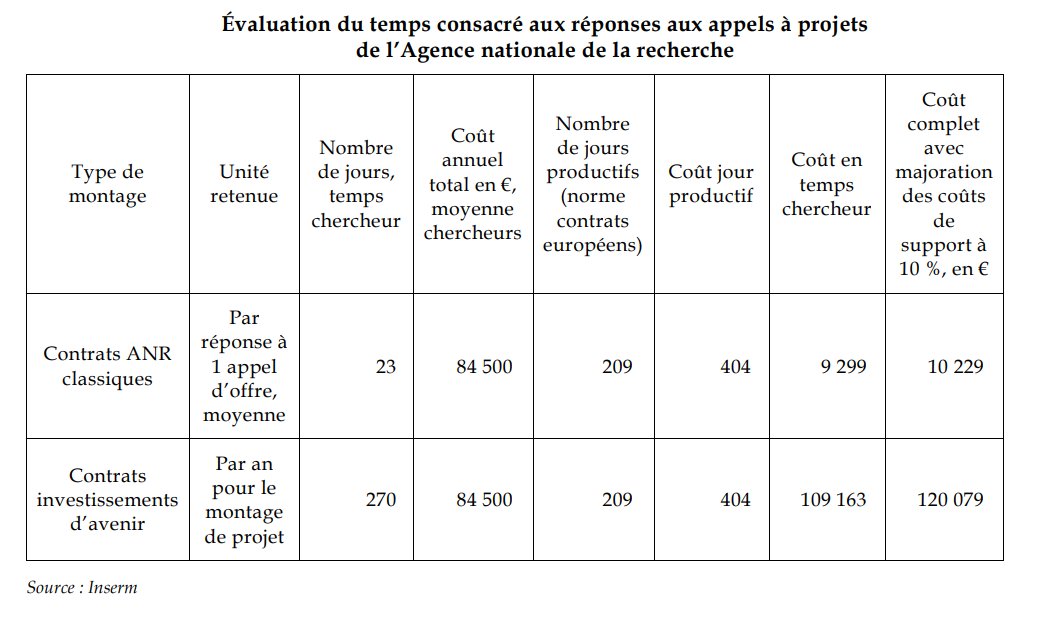 Évaluation du temps consacré aux réponses aux appels à projets
de l’Agence nationale de la recherche
Type de
montage
Unité
retenue
Nombre
de jours,
temps
chercheur
Coût
annuel
total en €,
moyenne
chercheurs
Nombre
de jours
productifs
(norme
contrats
européens)
Coût jour
productif
Coût en
temps
chercheur
Coût
complet
avec
majoration
des coûts
de
support à
10 %, en €
Contrats ANR
classiques
Par
réponse à
1 appel
d’offre,
moyenne
23
84 500
209
404
9 299
10 229
Contrats
investissements
d’avenir
Par an
pour le
montage
de projet
270
84 500
209
404
109 163
120 079
Source : Inserm